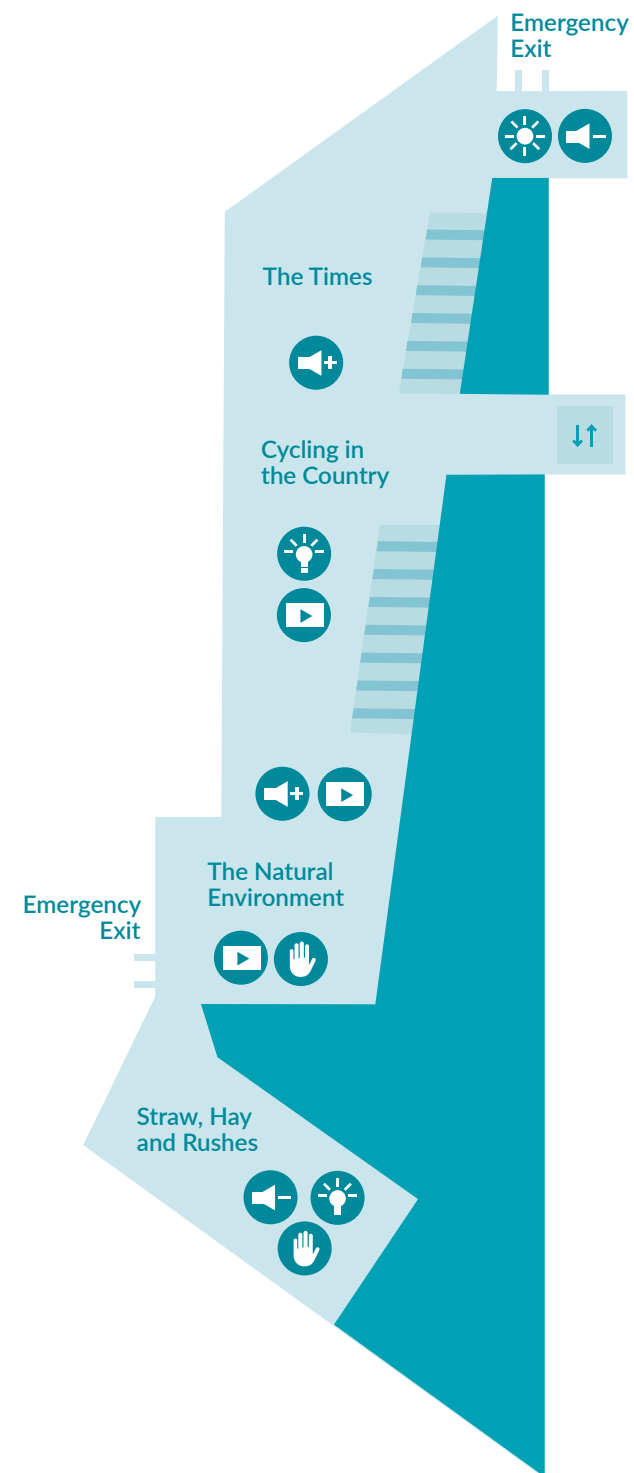 Emergency
Exit
The Times
Cycling in
the Country
The Natural
Environment
Emergency
Exit
Straw, Hay
and Rushes